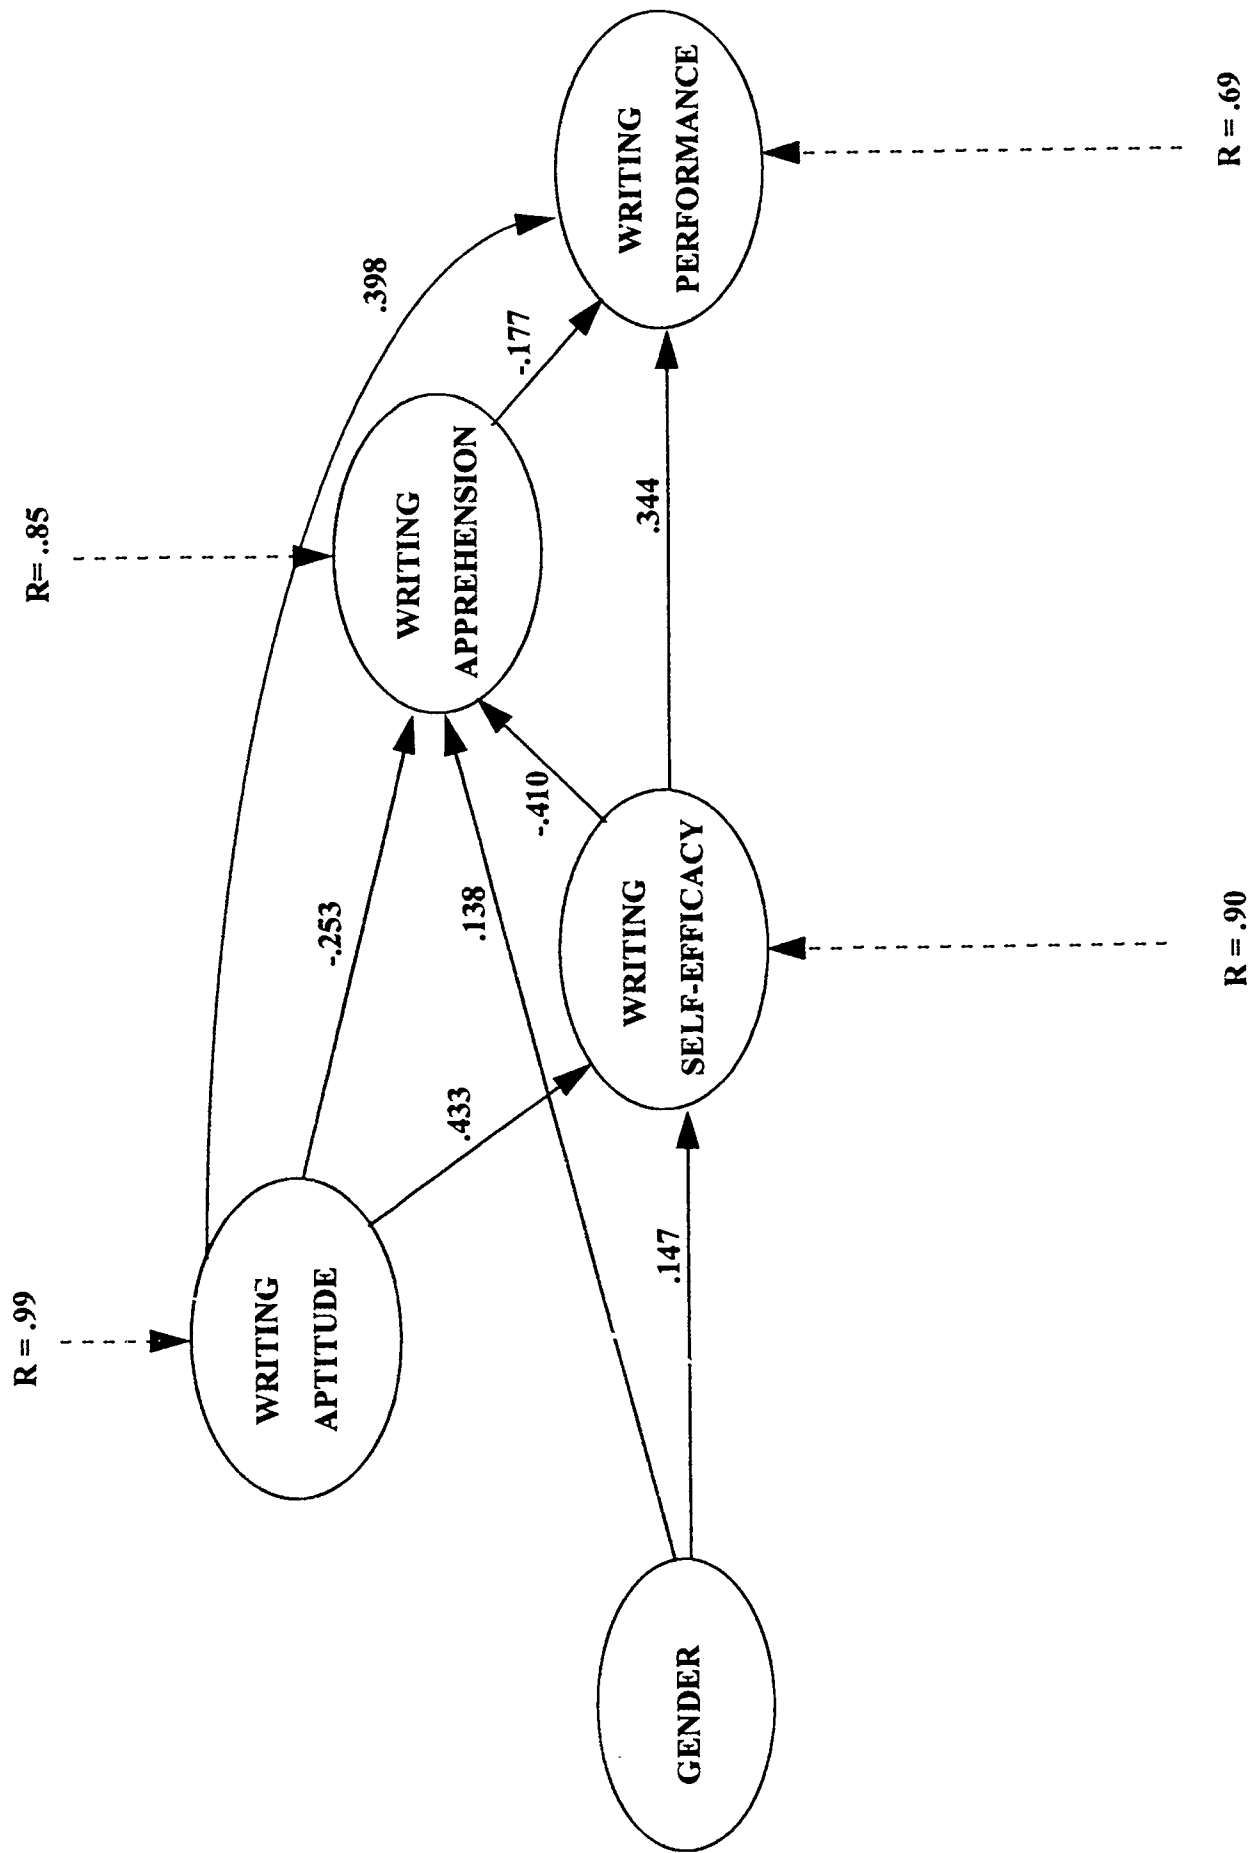 R = .99
R= ..85
WRITING
APTITUDE
-.253
.398
WRITING
APPREHENSION
.433
.138
-.177
-.410
WRITING
SELF-EFFICACY
.344
WRITING
PERFORMANCE
.147
GENDER
R = .90
R = .69